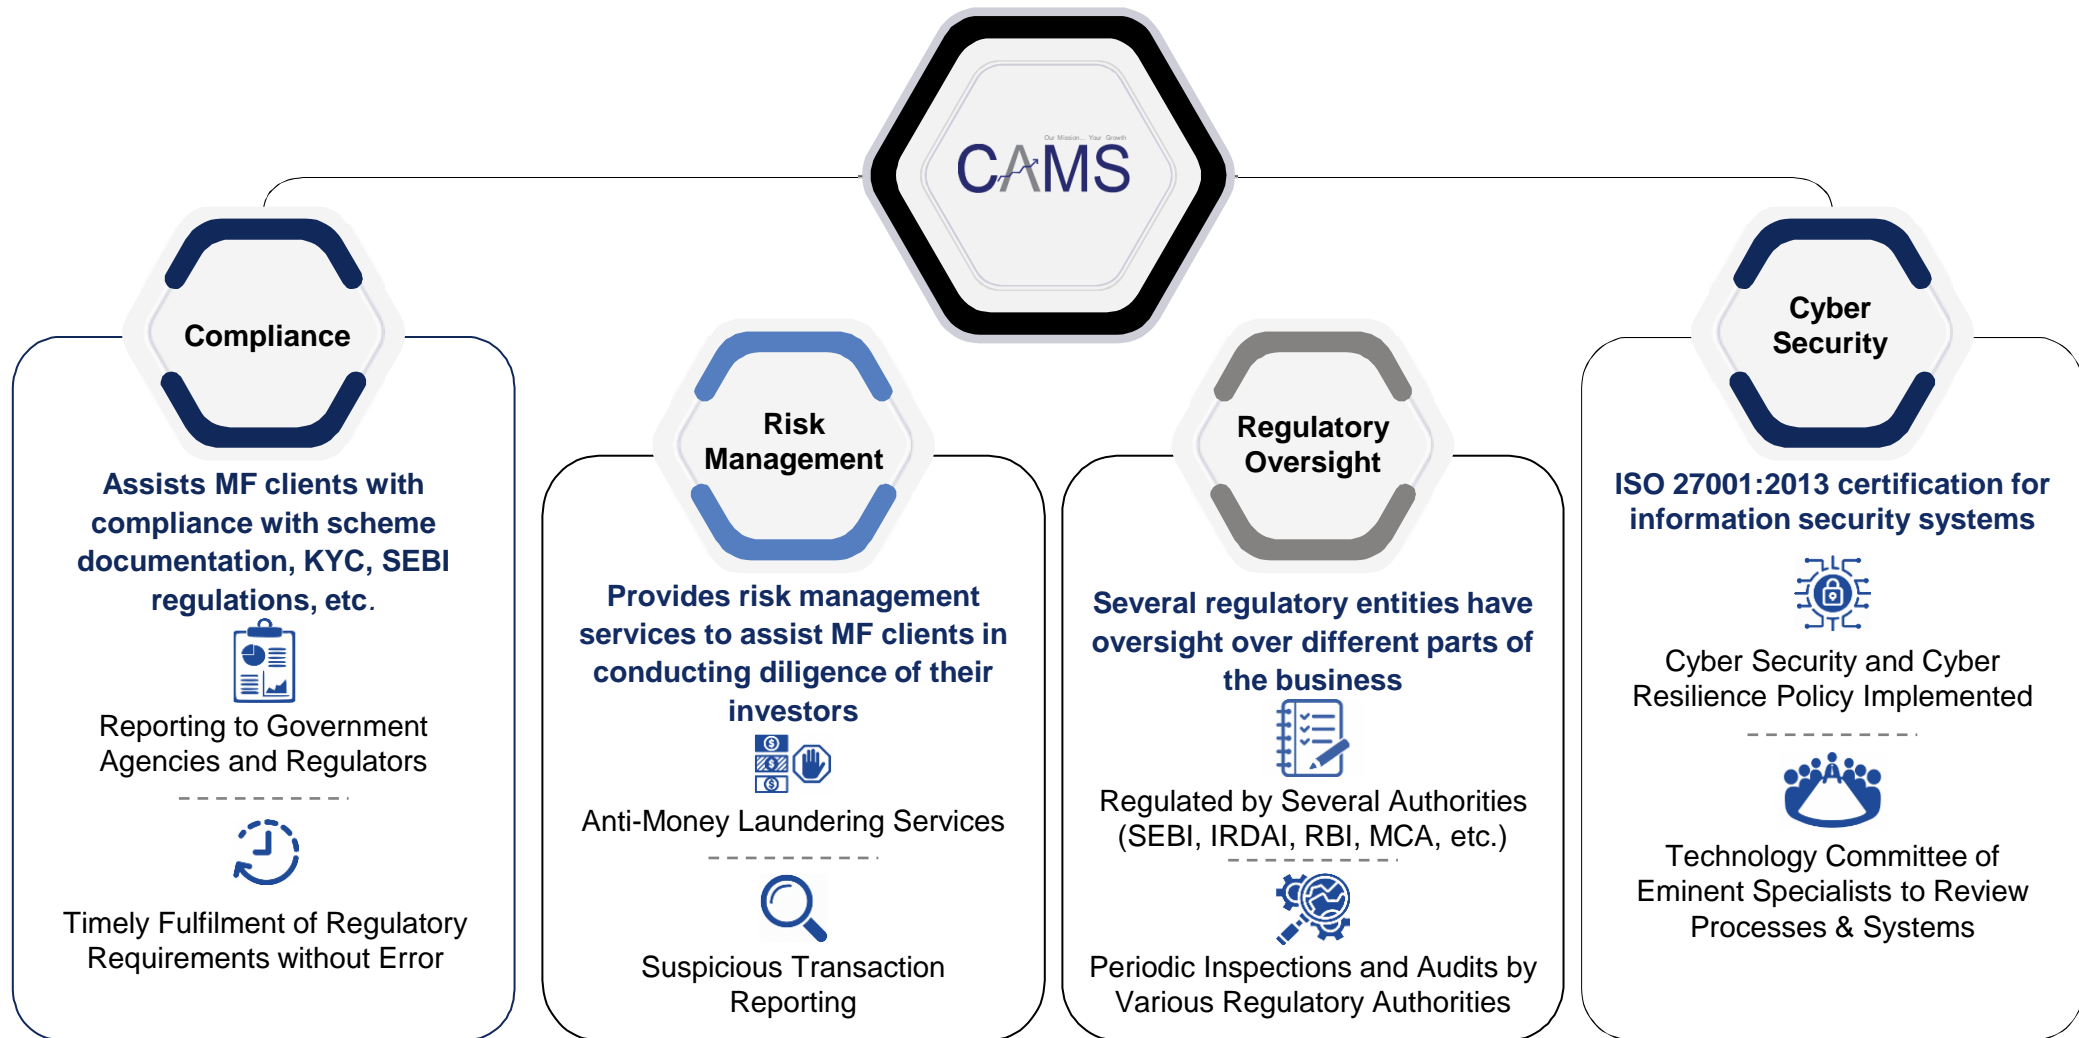 Our Mission... Your Growth
CAMS
Compliance
Assists MF clients with
compliance with scheme
documentation, KYC, SEBI
regulations, etc.
Reporting to Government
Agencies and Regulators
Timely Fulfilment of Regulatory
Requirements without Error
Risk
Management
Provides risk management
services to assist MF clients in
conducting diligence of their
investors
Anti-Money Laundering Services
Suspicious Transaction
Reporting
Regulatory
Oversight
Several regulatory entities have
oversight over different parts of
the business
Regulated by Several Authorities
(SEBI, IRDAI, RBI, MCA, etc.)
Periodic Inspections and Audits by
Various Regulatory Authorities
Cyber
Security
ISO 27001:2013 certification for
information security systems
Cyber Security and Cyber
Resilience Policy Implemented
Technology Committee of
Eminent Specialists to Review
Processes & Systems